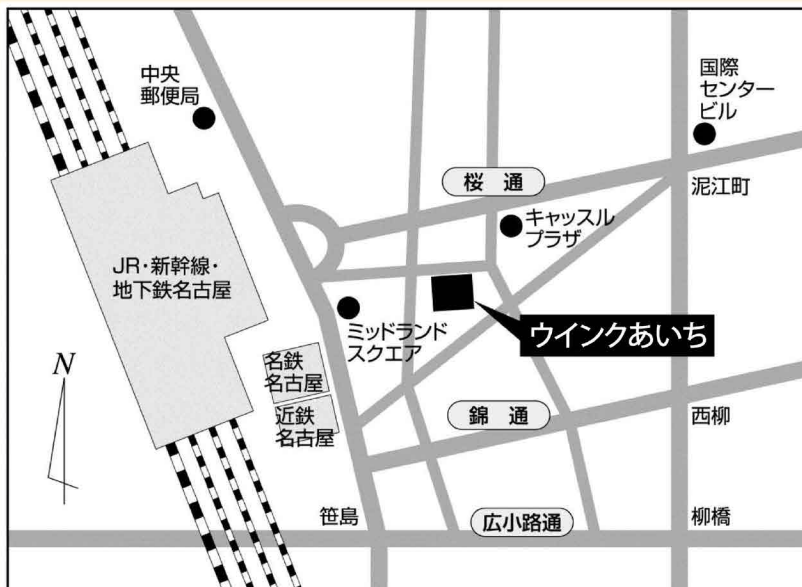 中央
郵便局
国際
センター
ビル
桜通
泥江町
キャッスル
プラザ
JR・新幹線・
地下鉄名古屋
ミッドランド
スクエア
ウインクあいち
名鉄
名古屋
近鉄
名古屋
N
錦通
西柳
笹島
広小路通
柳橋